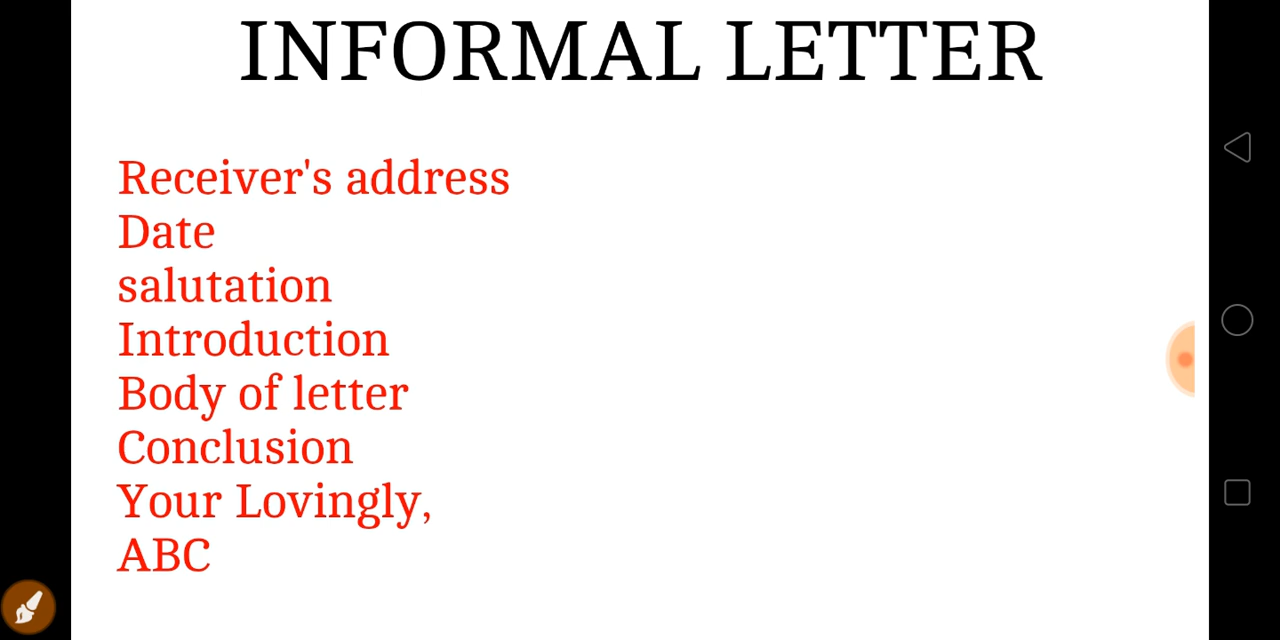 INFORMAL LETTER
Receiver's address
Date
salutation
Introduction
Body of letter
Conclusion
Your Lovingly,
ABC